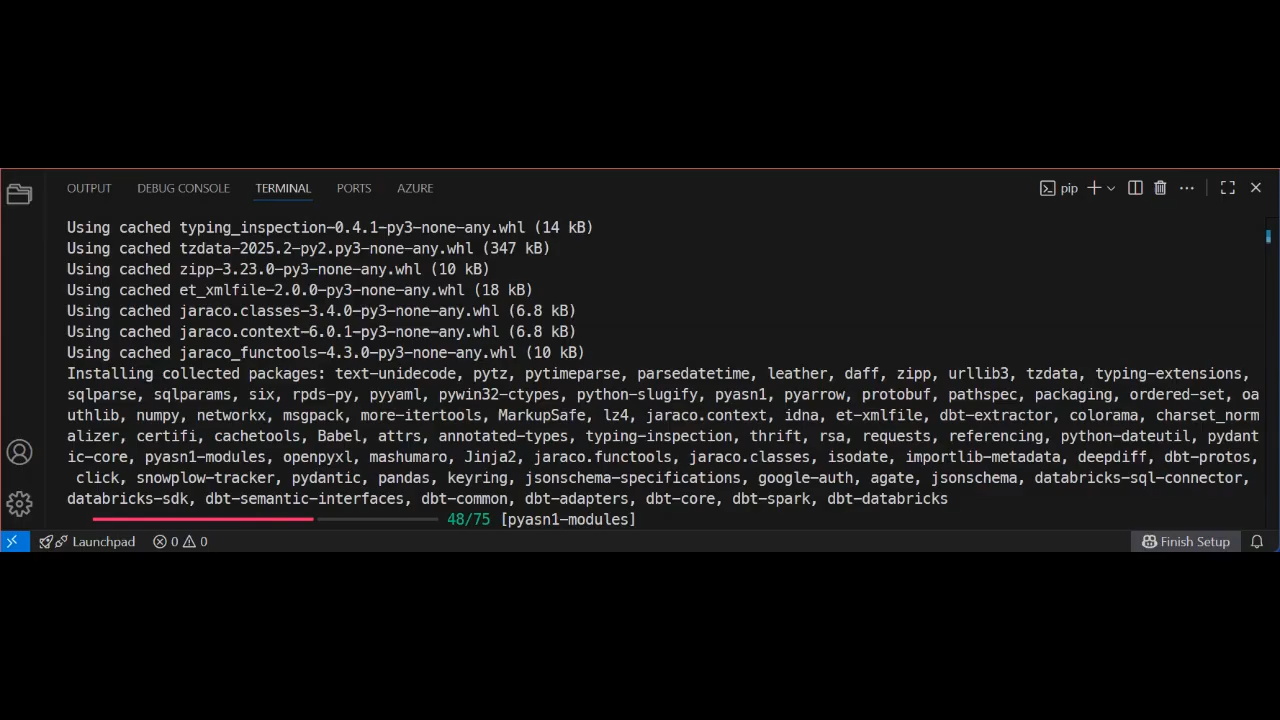 OUTPUT DEBUG CONSOLE TERMINAL PORTS AZURE pip
Using cached typing_inspection-0.4.1-py3-none-any.whl (14 kB)
Using cached tzdata-2025.2-py2.py3-none-any.whl (347 kB)
Using cached zipp-3.23.0-py3-none-any.whl (10 kB)
Using cached et_xmlfile-2.0.0-py3-none-any.whl (18 kB)
Using cached jaraco.classes-3.4.0-py3-none-any.whl (6.8 kB)
Using cached jaraco.context-6.0.1-py3-none-any.whl (6.8 kB)
Using cached jaraco_functools-4.3.0-py3-none-any.whl (10 kB)
Installing collected packages: text-unidecode, pytz, pytimeparse, parsedatetime, leather, daff, zipp, urllib3, tzdata, typing-extensions,
sqlparse, sqlparams, six, rpds-py, pyyaml, pywin32-ctypes, python-slugify, pyasn1, pyarrow, protobuf, pathspec, packaging, ordered-set, oa
uthlib, numpy, networkx, msgpack, more-itertools, MarkupSafe, lz4, jaraco.context, idna, et-xmlfile, dbt-extractor, colorama, charset_norm
alizer, certifi, cachetools, Babel, attrs, annotated-types, typing-inspection, thrift, rsa, requests, referencing, python-dateutil, pydant
ic-core, pyasn1-modules, openpyxl, mashumaro, Jinja2, jaraco.functools, jaraco.classes, isodate, importlib-metadata, deepdiff, dbt-protos,
click, snowplow-tracker, pydantic, pandas, keyring, jsonschema-specifications, google-auth, agate, jsonschema, databricks-sql-connector,
databricks-sdk, dbt-semantic-interfaces, dbt-common, dbt-adapters, dbt-core, dbt-spark, dbt-databricks
48/75 [pyasn1-modules]
Launchpad 0 0 Finish Setup